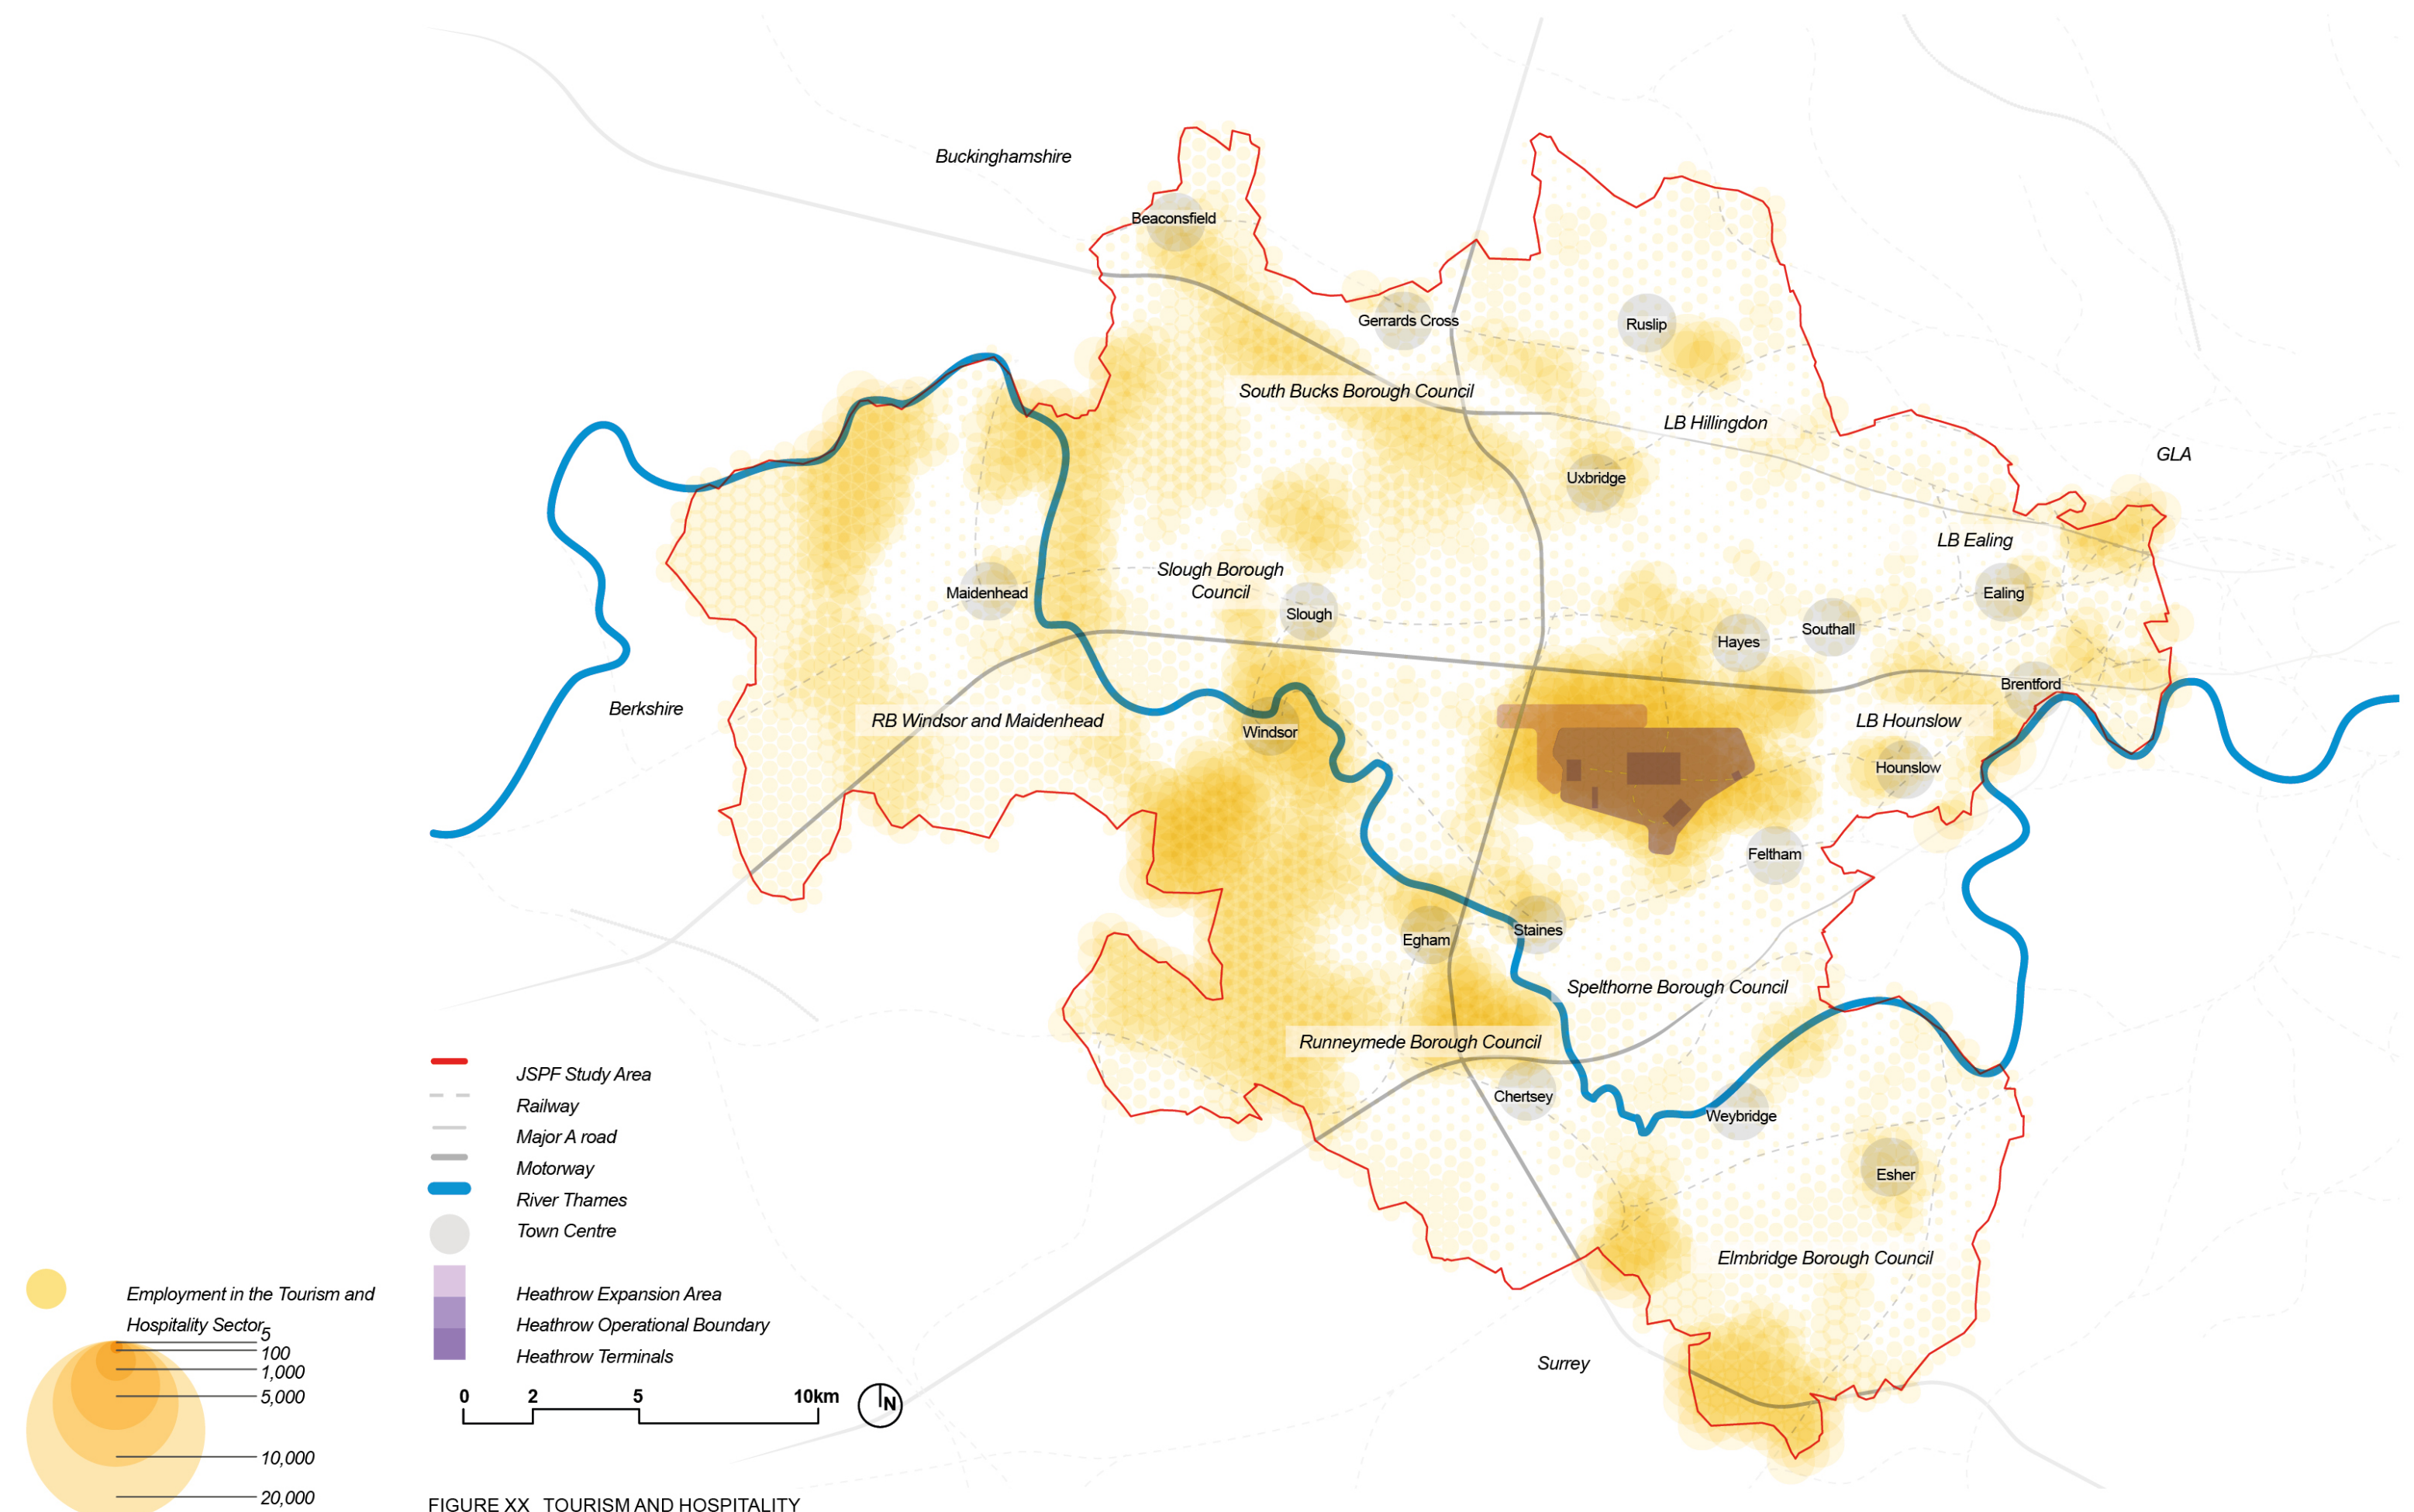 Buckinghamshire
Beaconsfield
Gerrards Cross
Ruslip
South Bucks Borough Council
LB Hillingdon
GLA
Uxbridge
LB Ealing
Slough Borough
Council
Maidenhead
Slough
Ealing
Hayes
Southall
Brentford
Berkshire
RB Windsor and Maidenhead
Windsor
LB Hounslow
Hounslow
Feltham
Egham
Staines
Spelthorne Borough Council
Runneymede Borough Council
Chertsey
Weybridge
Esher
Elmbridge Borough Council
Surrey
JSPF Study Area
Railway
Major A road
Motorway
River Thames
Town Centre
Heathrow Expansion Area
Heathrow Operational Boundary
Heathrow Terminals
Employment in the Tourism and
Hospitality Sector
5
100
1,000
5,000
10,000
20,000
0 2 5 10km
N
FIGURE XX TOURISM AND HOSPITALITY